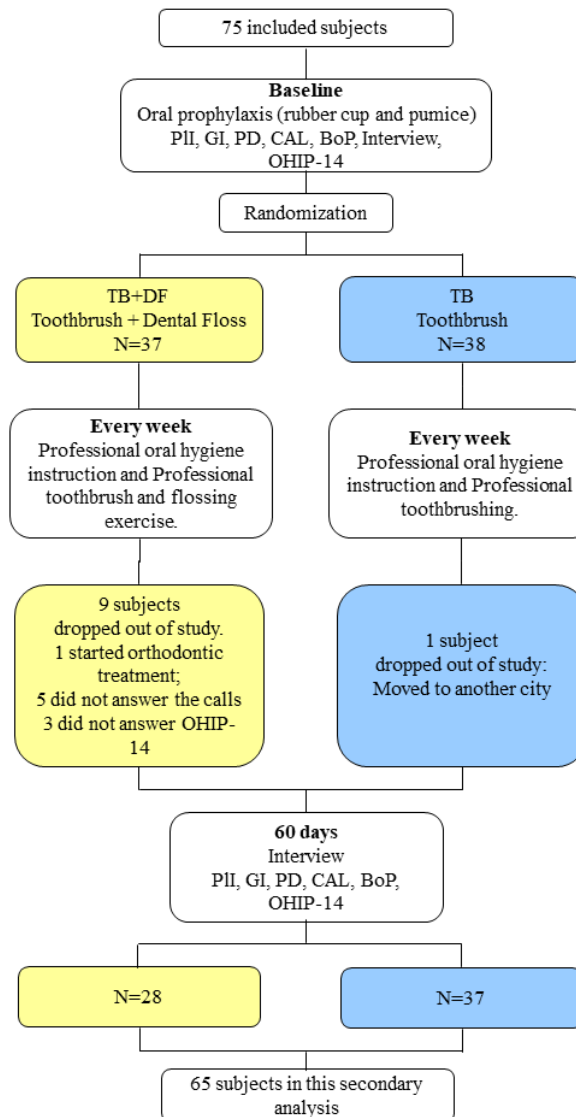 75 included subjects
Baseline
Oral prophylaxis (rubber cup and pumice)
PlI, GI, PD, CAL, BoP, Interview,
OHIP-14
Randomization
TB+DF
Toothbrush + Dental Floss
N=37
TB
Toothbrush
N=38
Every week
Professional oral hygiene
instruction and Professional
toothbrush and flossing
exercise.
Every week
Professional oral hygiene
instruction and Professional
toothbrushing.
9 subjects
dropped out of study.
1 started orthodontic
treatment;
5 did not answer the calls
3 did not answer OHIP-
14
1 subject
dropped out of study:
Moved to another city
60 days
Interview
PlI, GI, PD, CAL, BoP,
OHIP-14
N=28
N=37
65 subjects in this secondary
analysis